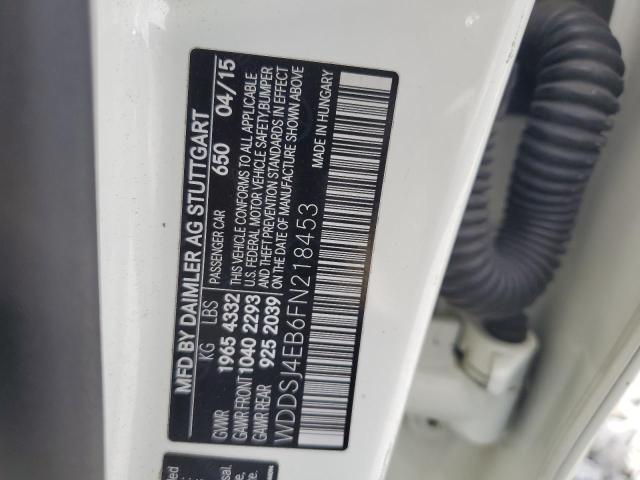 MFD BY DAIMLER AG STUTTGART
PASSENGER CAR 650 04/15
KG LBS
GVWR 1965 4332
GAWR FRONT 1040 2293
GAWR REAR 925 2039
THIS VEHICLE CONFORMS TO ALL APPLICABLE
U.S. FEDERAL MOTOR VEHICLE SAFETY, BUMPER
AND THEFT PREVENTION STANDARDS IN EFFECT
ON THE DATE OF MANUFACTURE SHOWN ABOVE
WDDSJ4EB6FN218453
MADE IN HUNGARY